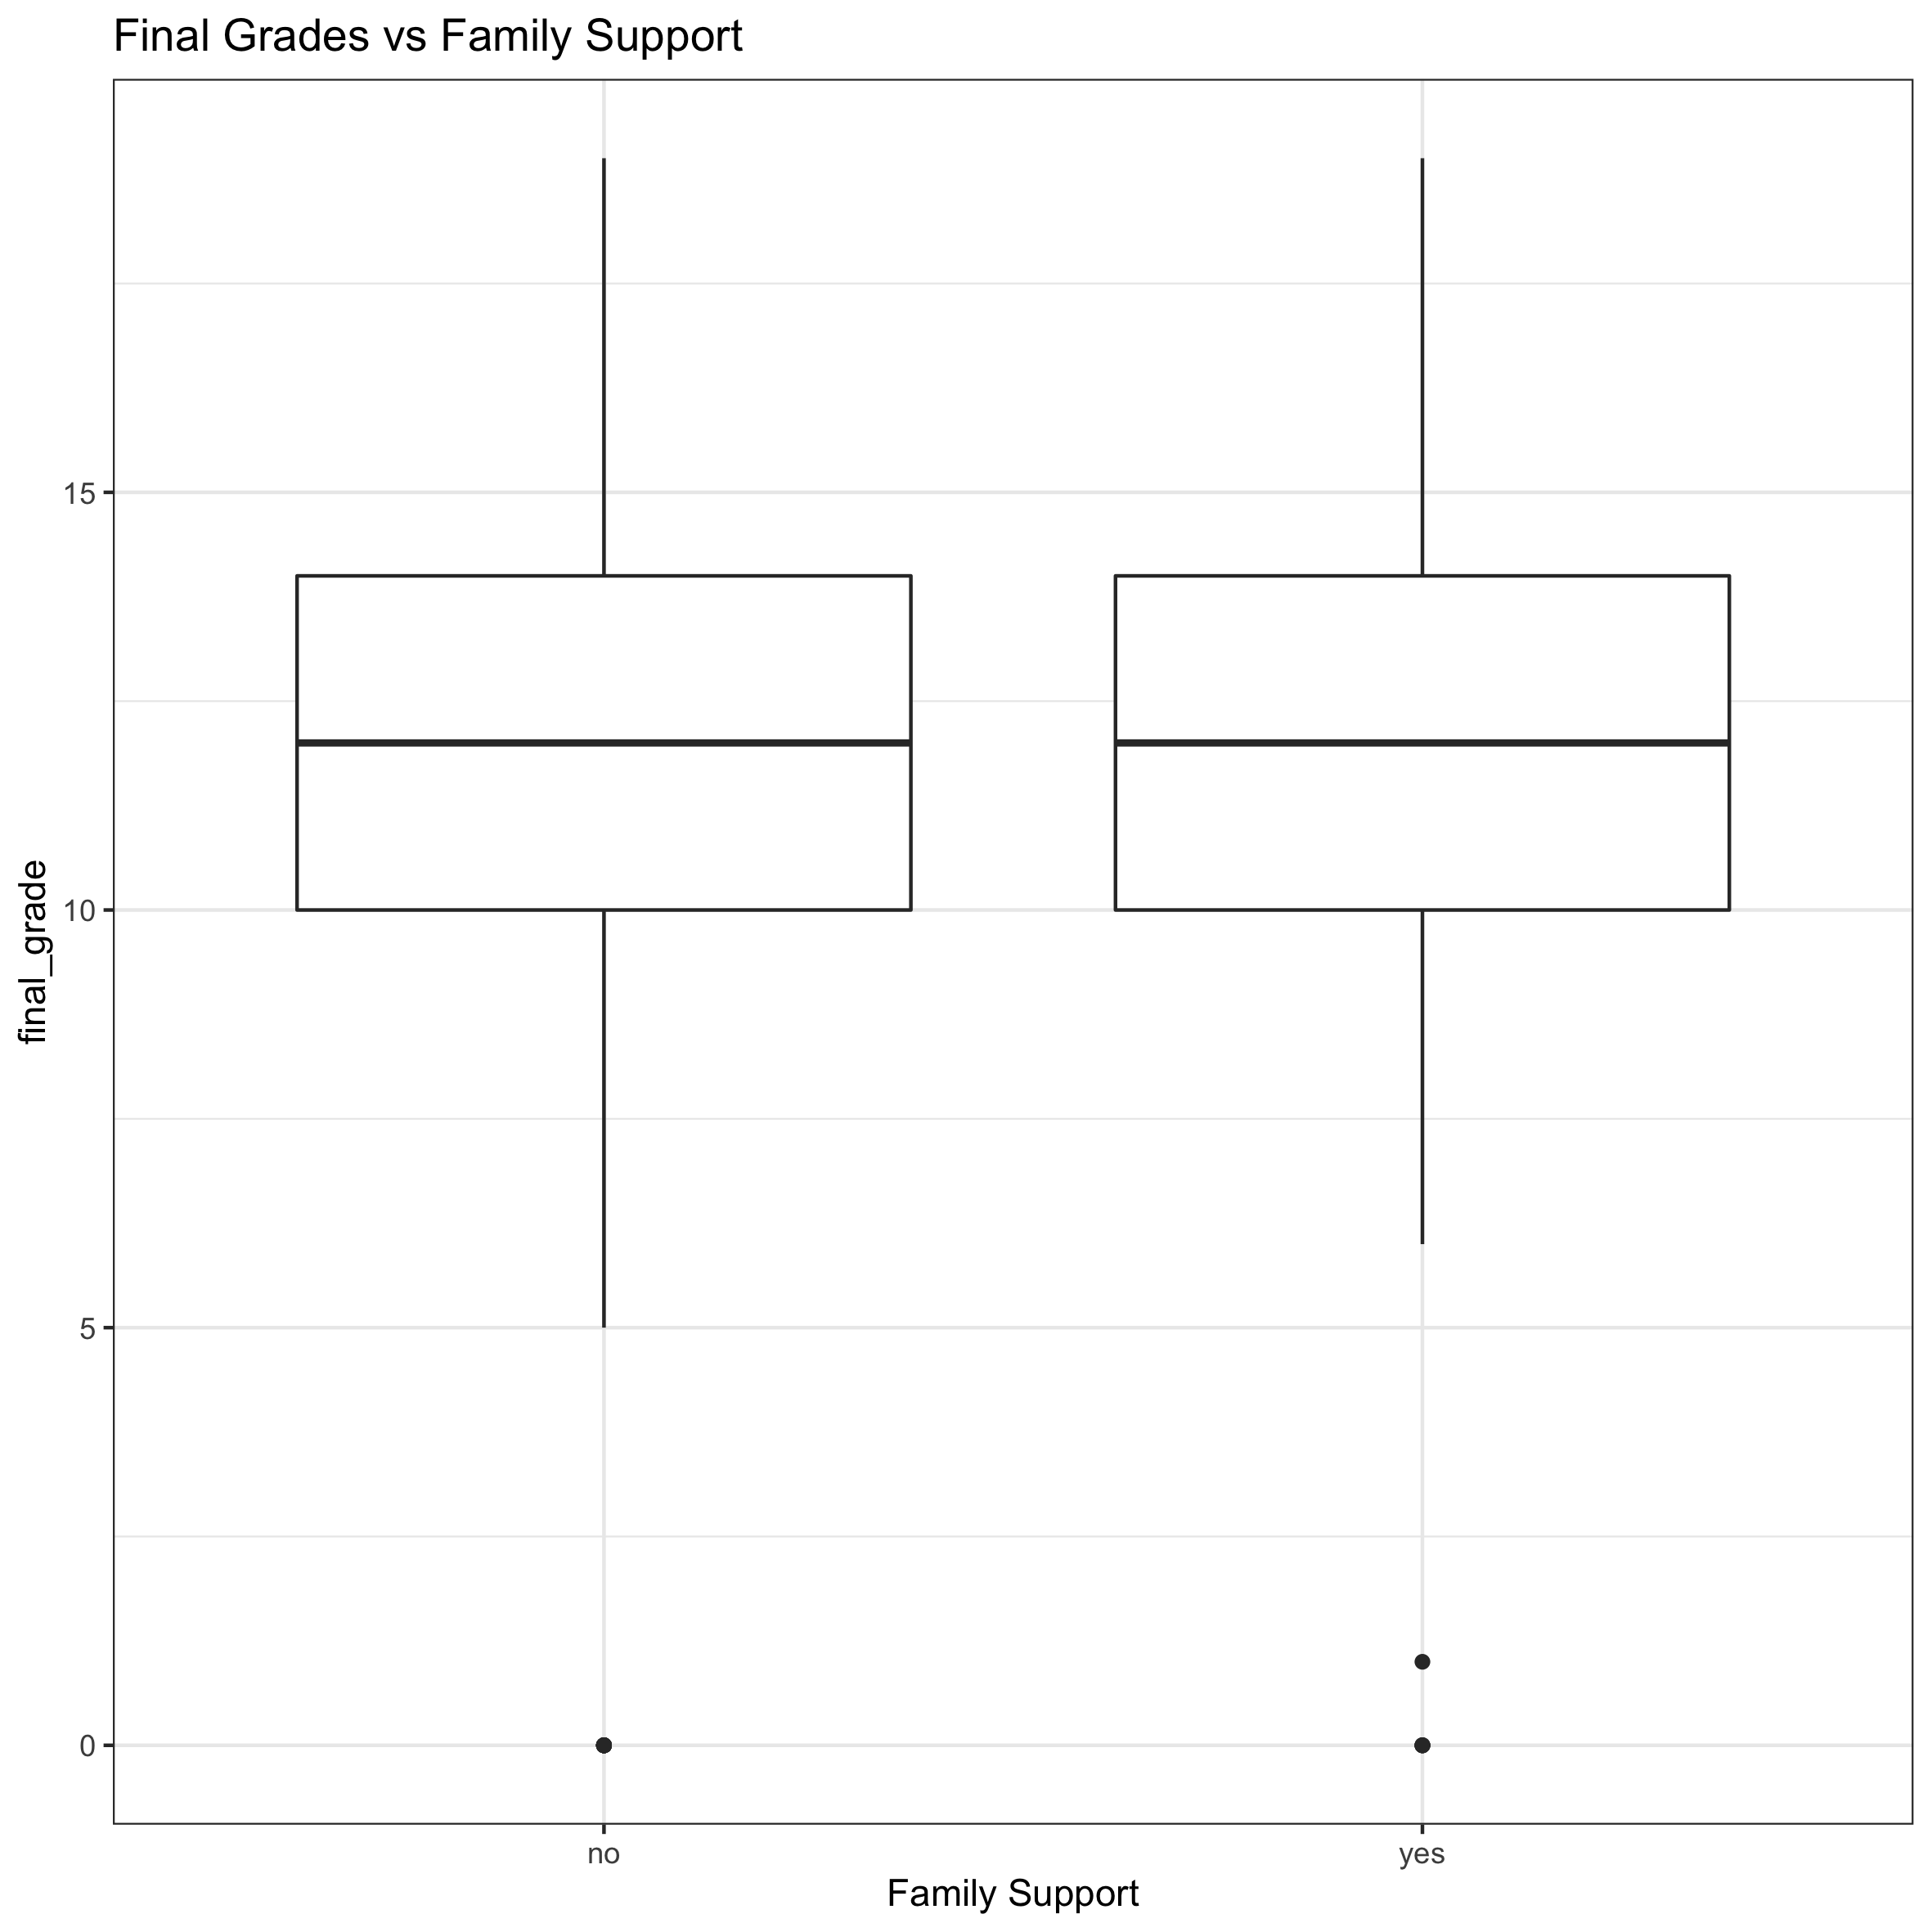 Final Grades vs Family Support
final_grade
15
10
5
0
no yes
Family Support